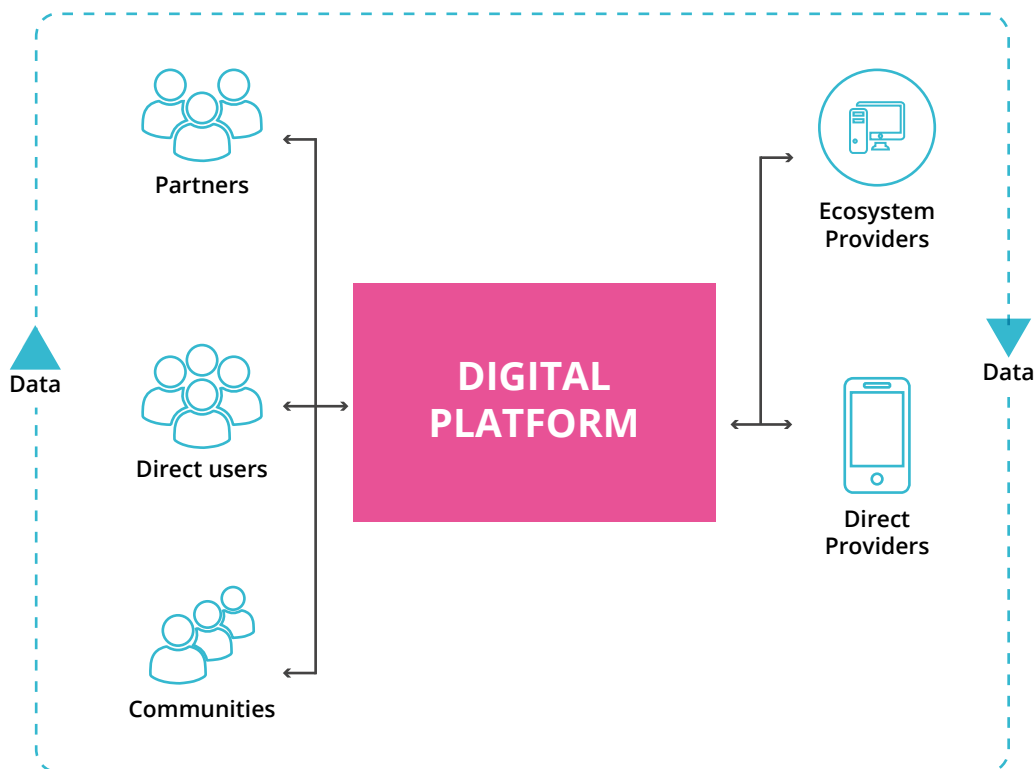 Partners
Ecosystem
Providers
Data
Data
DIGITAL
PLATFORM
Direct users
Direct
Providers
Communities